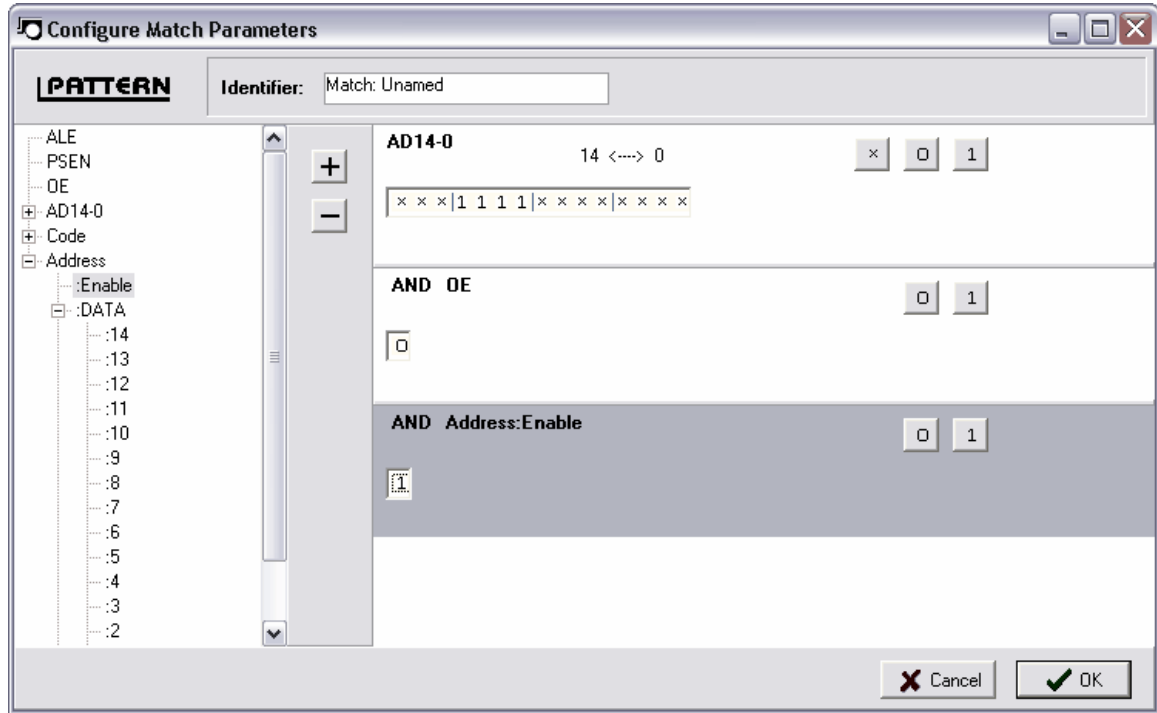 Configure Match Parameters
PATTERN
Identifier: Match: Unamed
ALE
PSEN
OE
AD14-0
Code
Address
:Enable
:DATA
:14
:13
:12
:11
:10
:9
:8
:7
:6
:5
:4
:3
:2
+
−
AD14-0
14 <----> 0
× 0 1
× × ×|1 1 1 1|× × × ×|× × × ×
AND OE
0 1
0
AND Address:Enable
0 1
1
Cancel
OK